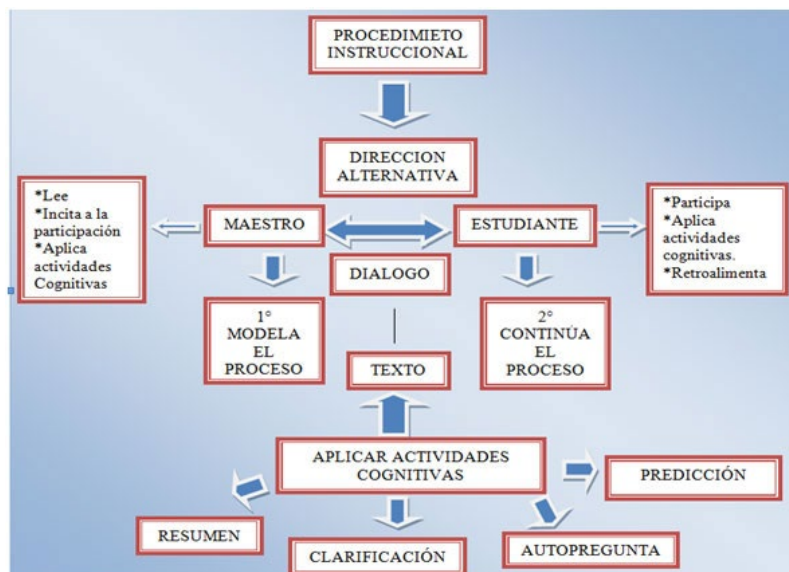 PROCEDIMIETO
INSTRUCCIONAL
DIRECCION
ALTERNATIVA
*Lee
*Incita a la
participación
*Aplica
actividades
Cognitivas
MAESTRO
ESTUDIANTE
*Participa
*Aplica
actividades
cognitivas.
*Retroalimenta
DIALOGO
1°
MODELA
EL
PROCESO
2°
CONTINÚA
EL
PROCESO
TEXTO
APLICAR ACTIVIDADES
COGNITIVAS
PREDICCIÓN
RESUMEN
CLARIFICACIÓN
AUTOPREGUNTA